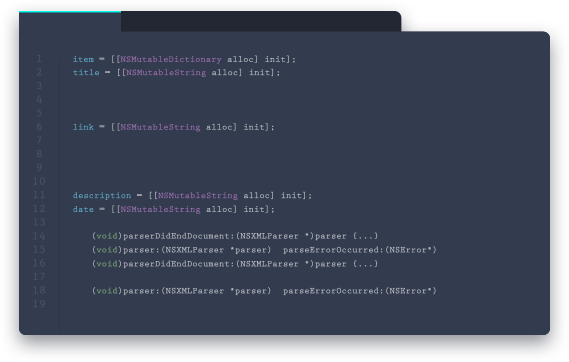 1 item = [[NSMutableDictionary alloc] init];
2 title = [[NSMutableString alloc] init];
3
4
5
6 link = [[NSMutableString alloc] init];
7
8
9
10
11 description = [[NSMutableString alloc] init];
12 date = [[NSMutableString alloc] init];
13
14 (void)parserDidEndDocument:(NSXMLParser *)parser {...}
15 (void)parser:(NSXMLParser *parser) parseErrorOccurred:(NSError*)
16 (void)parserDidEndDocument:(NSXMLParser *)parser {...}
17
18 (void)parser:(NSXMLParser *parser) parseErrorOccurred:(NSError*)
19